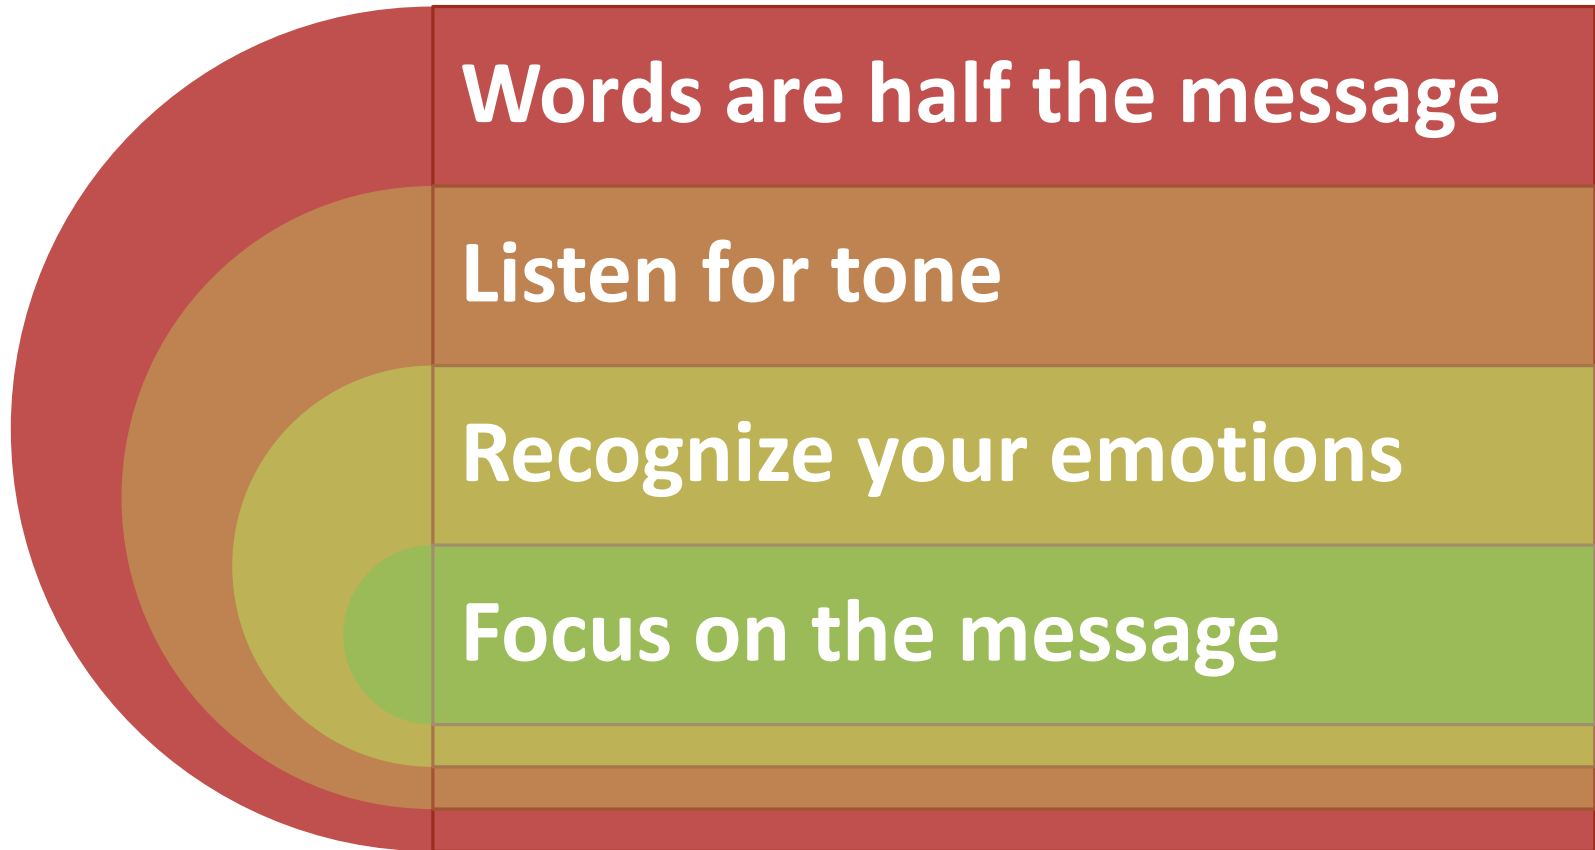 Words are half the message
Listen for tone
Recognize your emotions
Focus on the message